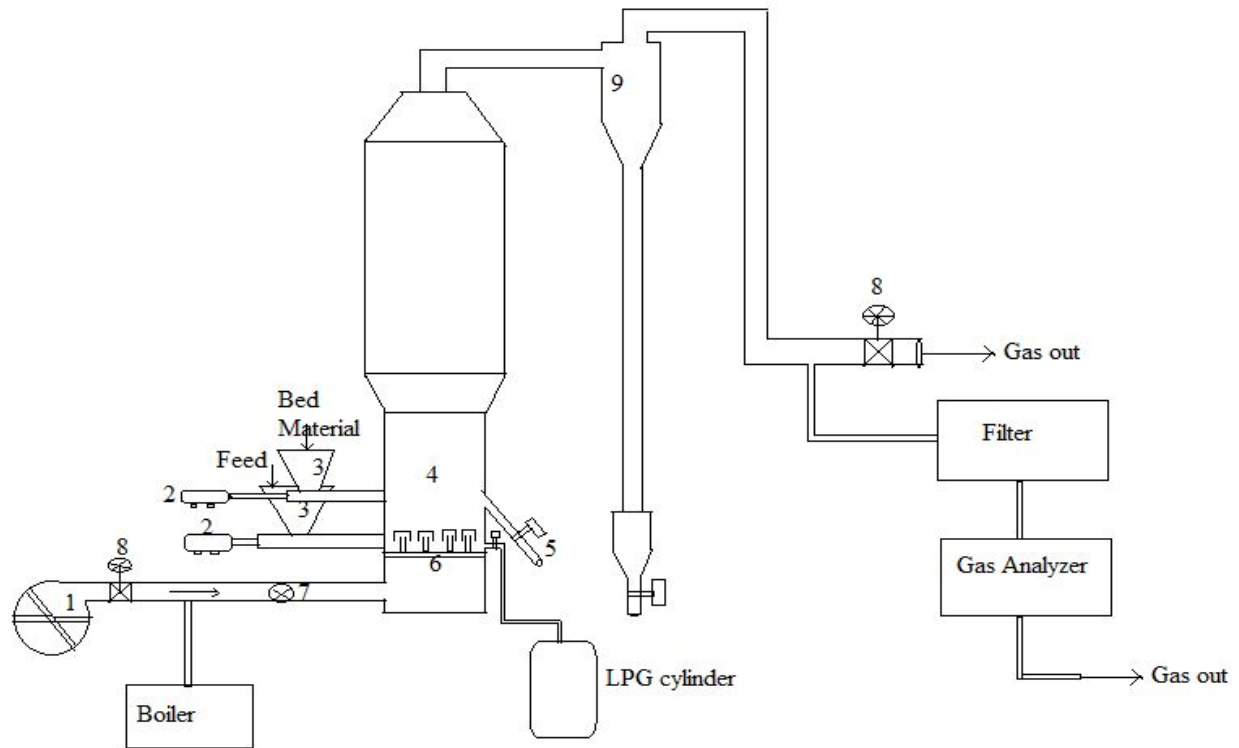 9
8
Gas out
Bed
Material
Feed
3
4
Filter
2
3
2
5
8
6
Gas Analyzer
7
1
LPG cylinder
Gas out
Boiler